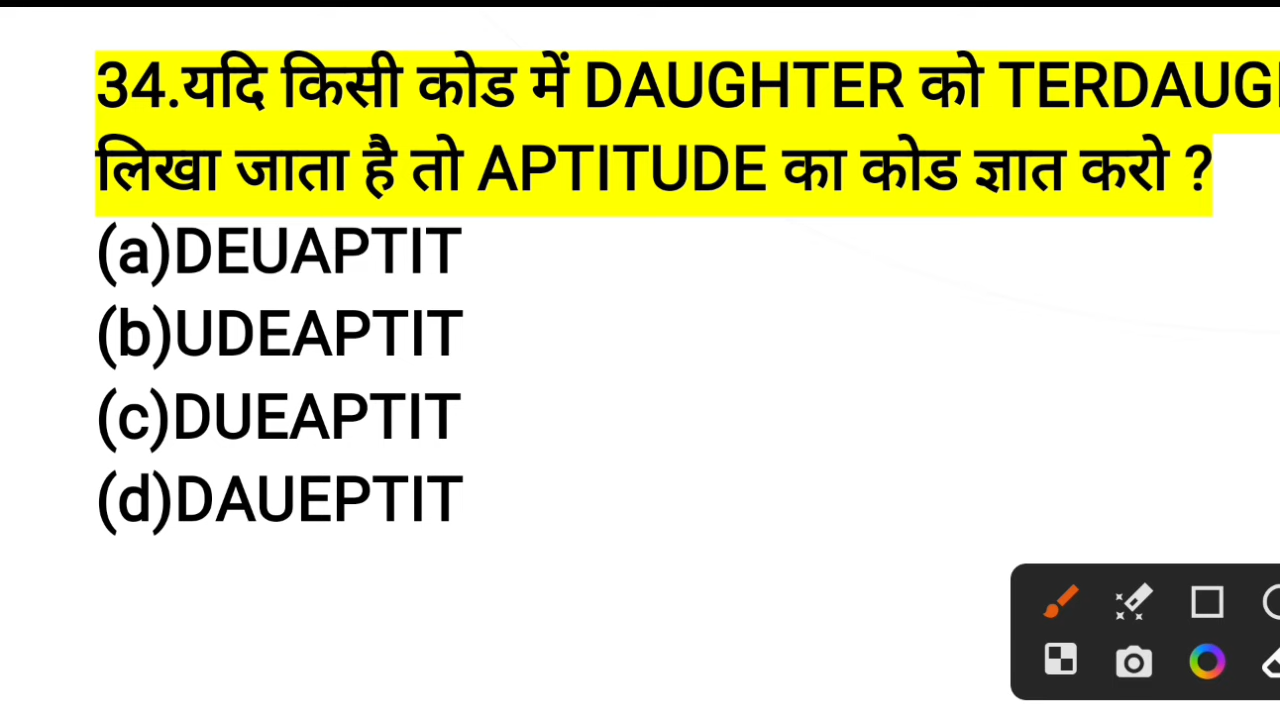 34.यदि किसी कोड में DAUGHTER को TERDAUG
लिखा जाता है तो APTITUDE का कोड ज्ञात करो ?
(a)DEUAPTIT
(b)UDEAPTIT
(c)DUEAPTIT
(d)DAUEPTIT